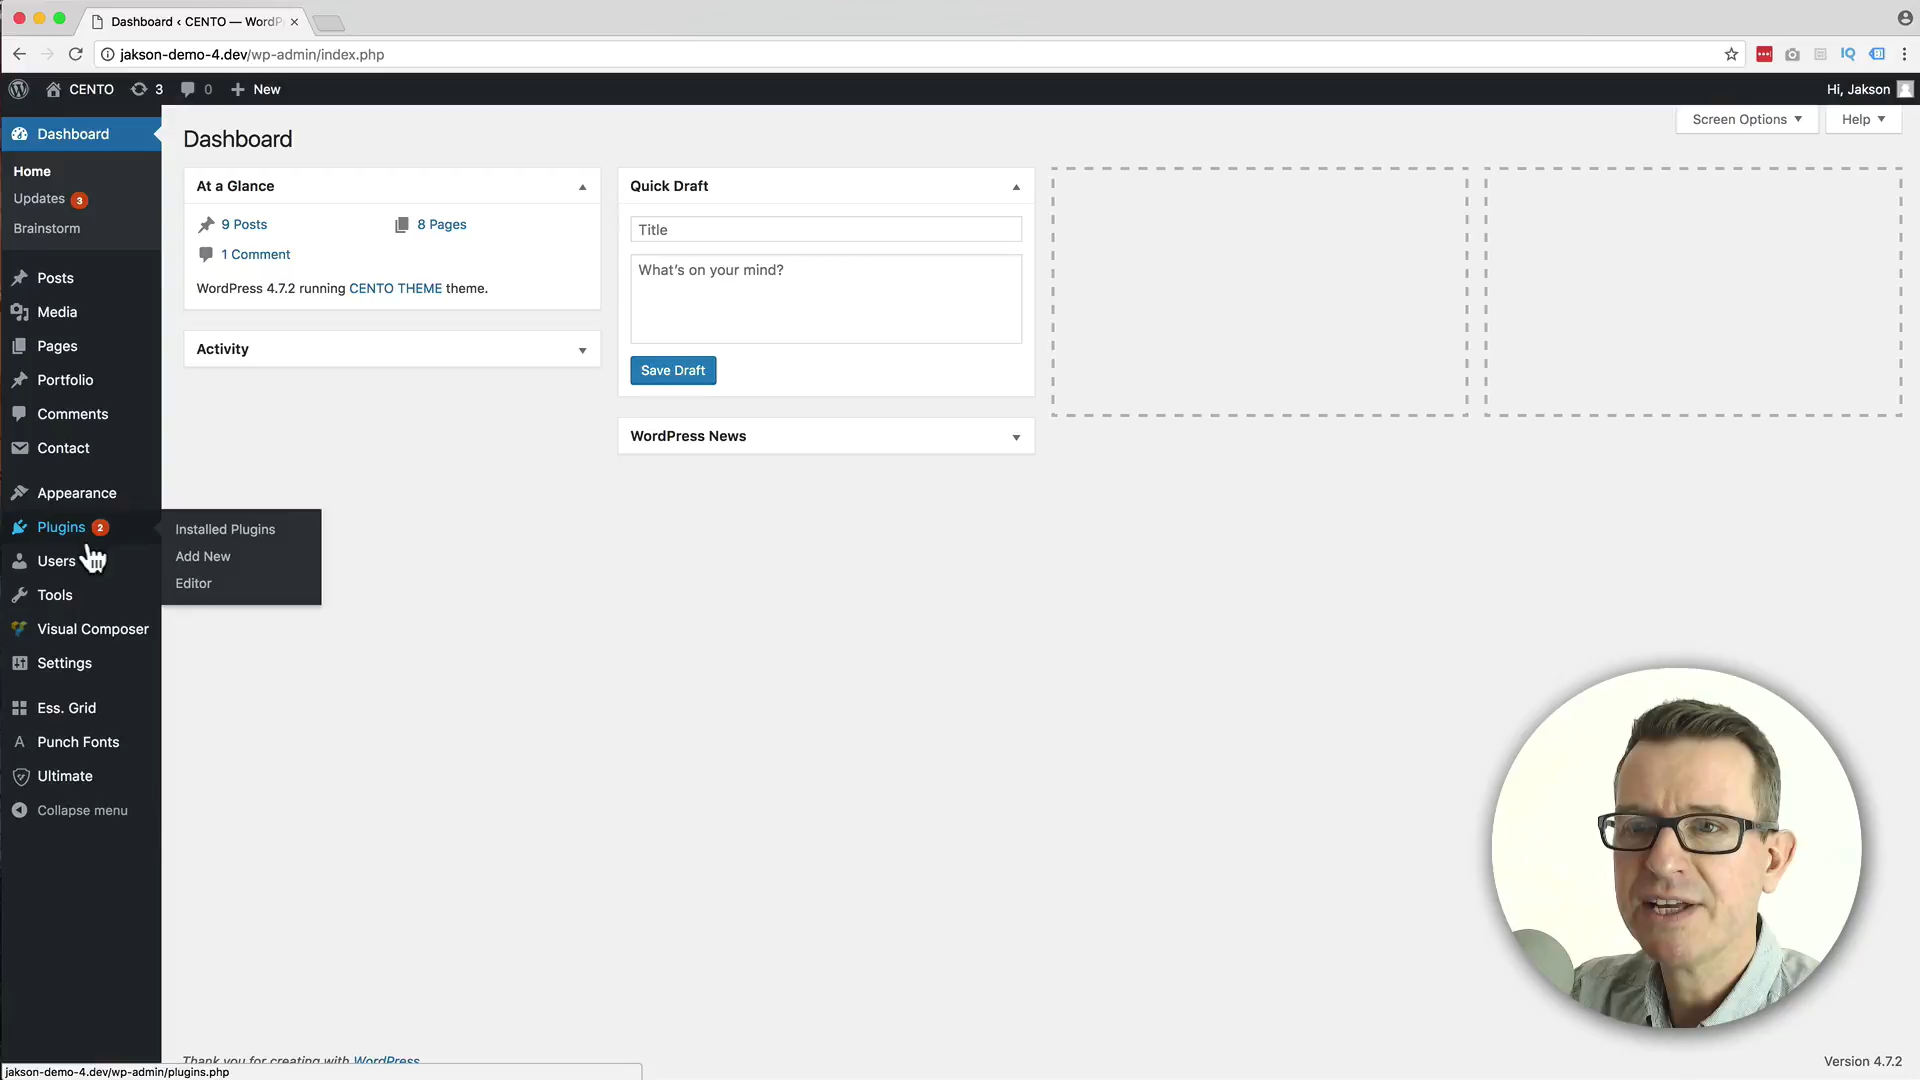 Dashboard ‹ CENTO — WordP
jakson-demo-4.dev/wp-admin/index.php
IQ
CENTO
3
0
New
Hi, Jakson
Dashboard
Home
Updates 3
Brainstorm
Posts
Media
Pages
Portfolio
Comments
Contact
Appearance
Plugins 2
Users
Tools
Visual Composer
Settings
Ess. Grid
Punch Fonts
Ultimate
Collapse menu
Installed Plugins
Add New
Editor
Screen Options
Help
Dashboard
At a Glance
9 Posts
8 Pages
1 Comment
WordPress 4.7.2 running CENTO THEME theme.
Activity
Quick Draft
Title
What's on your mind?
Save Draft
WordPress News
Thank you for creating with WordPress
Version 4.7.2
jakson-demo-4.dev/wp-admin/plugins.php